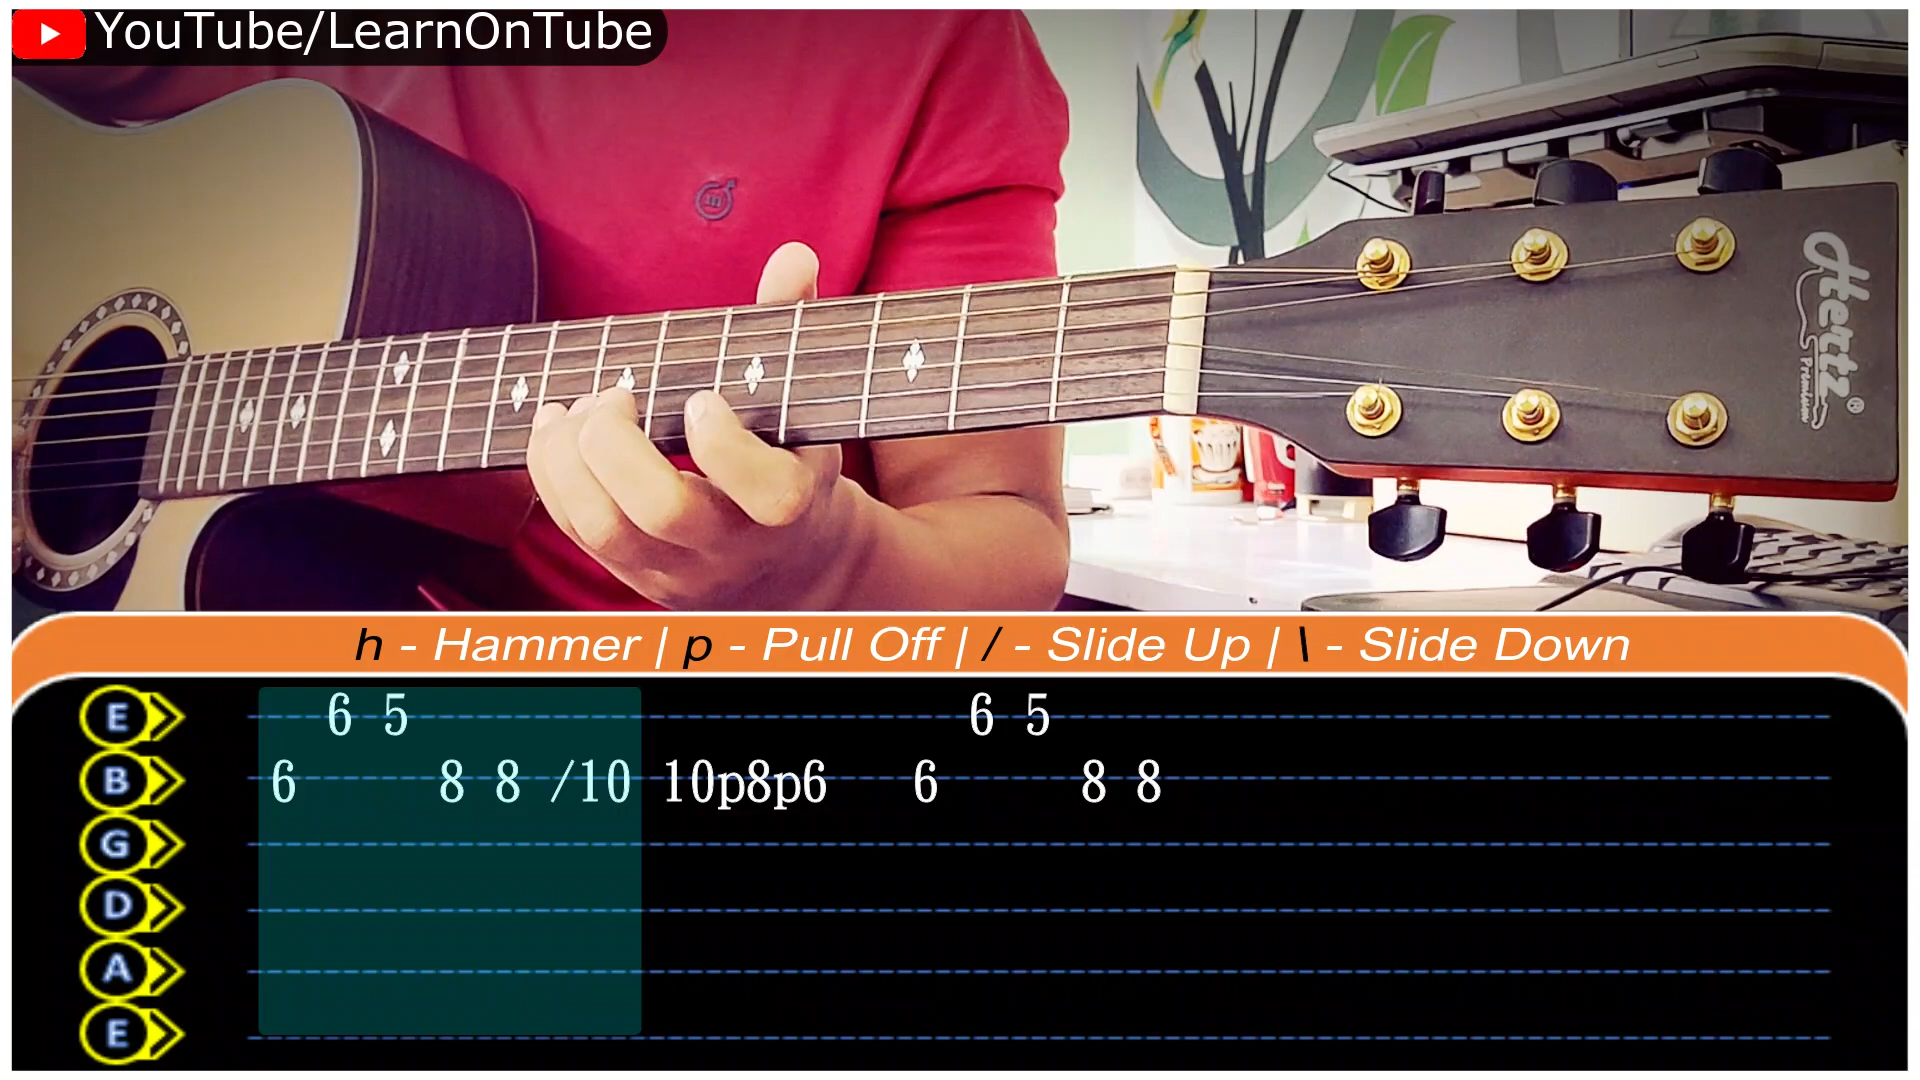 YouTube/LearnOnTube
Hertz®
Premium
h - Hammer | p - Pull Off | / - Slide Up | \ - Slide Down
E 6 5 6 5
B 6 8 8 /10 10p8p6 6 8 8
G
D
A
E